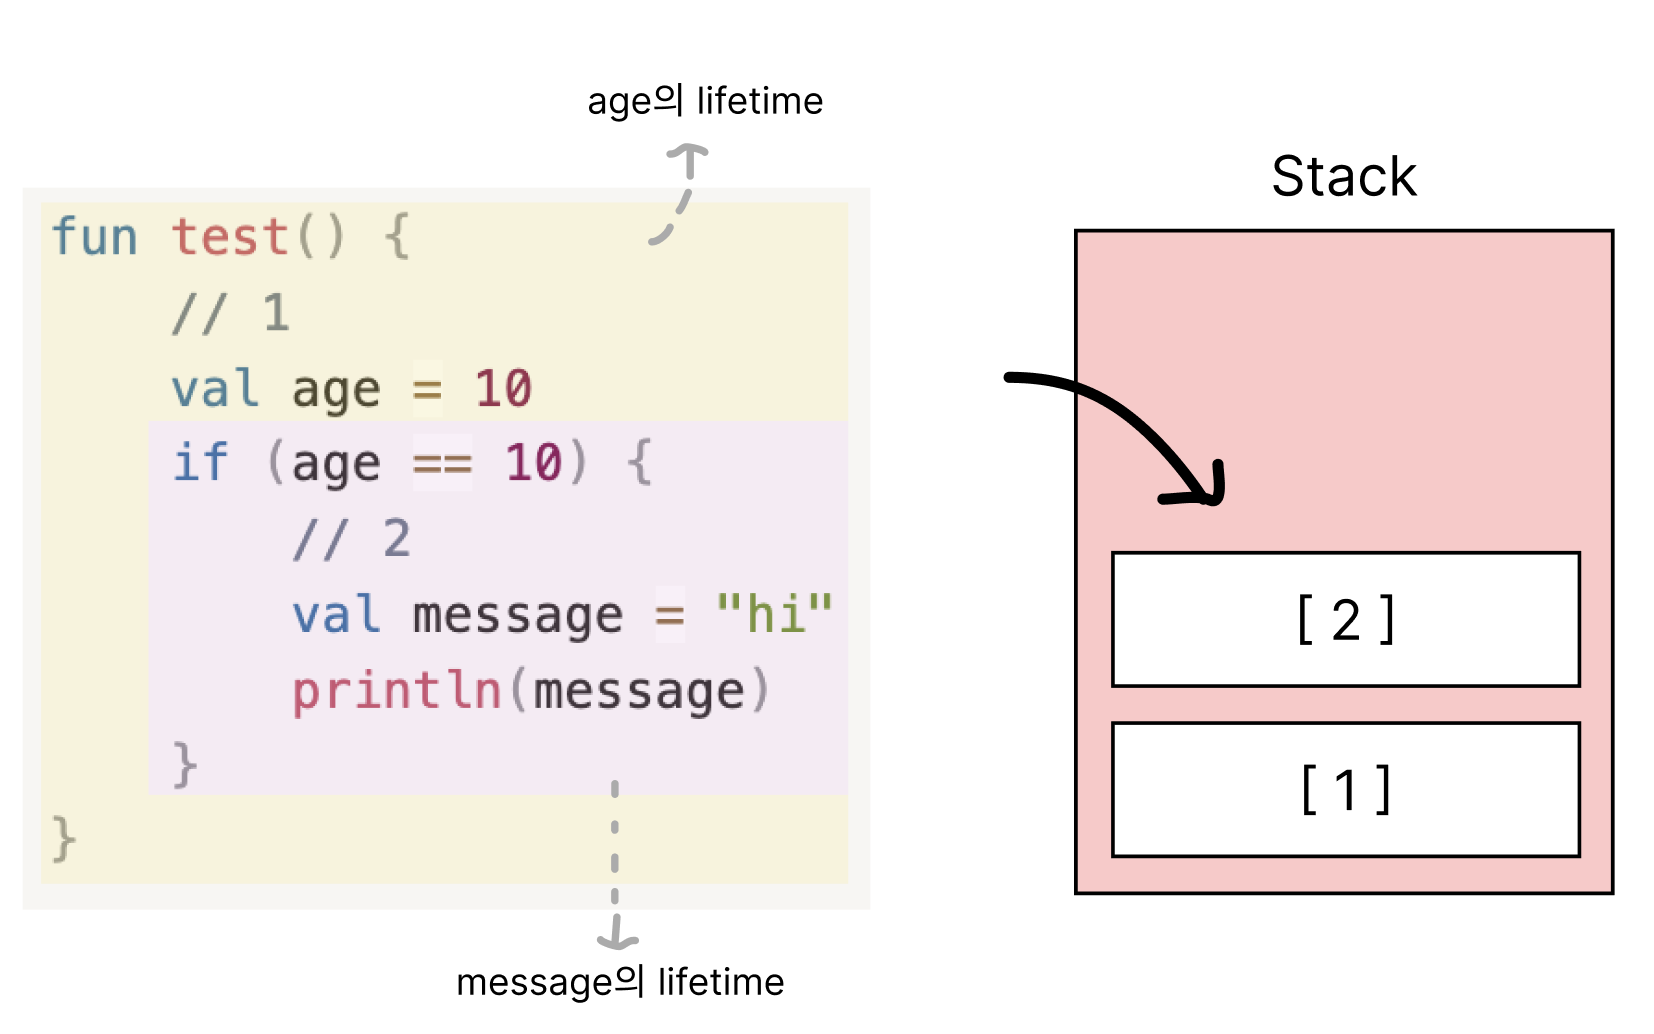 age의 lifetime
fun test() {
    // 1
    val age = 10
    if (age == 10) {
        // 2
        val message = "hi"
        println(message)
    }
}
message의 lifetime
Stack
[ 2 ]
[ 1 ]